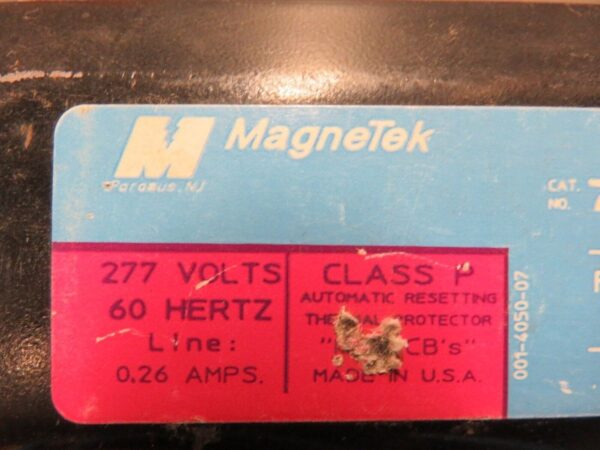 M MagneTek
Paramus, NJ
CAT.
NO.
277 VOLTS
60 HERTZ
Line:
0.26 AMPS.
CLASS P
AUTOMATIC RESETTING
PROTECTOR
CB's"
MADE IN U.S.A.
001-4050-07